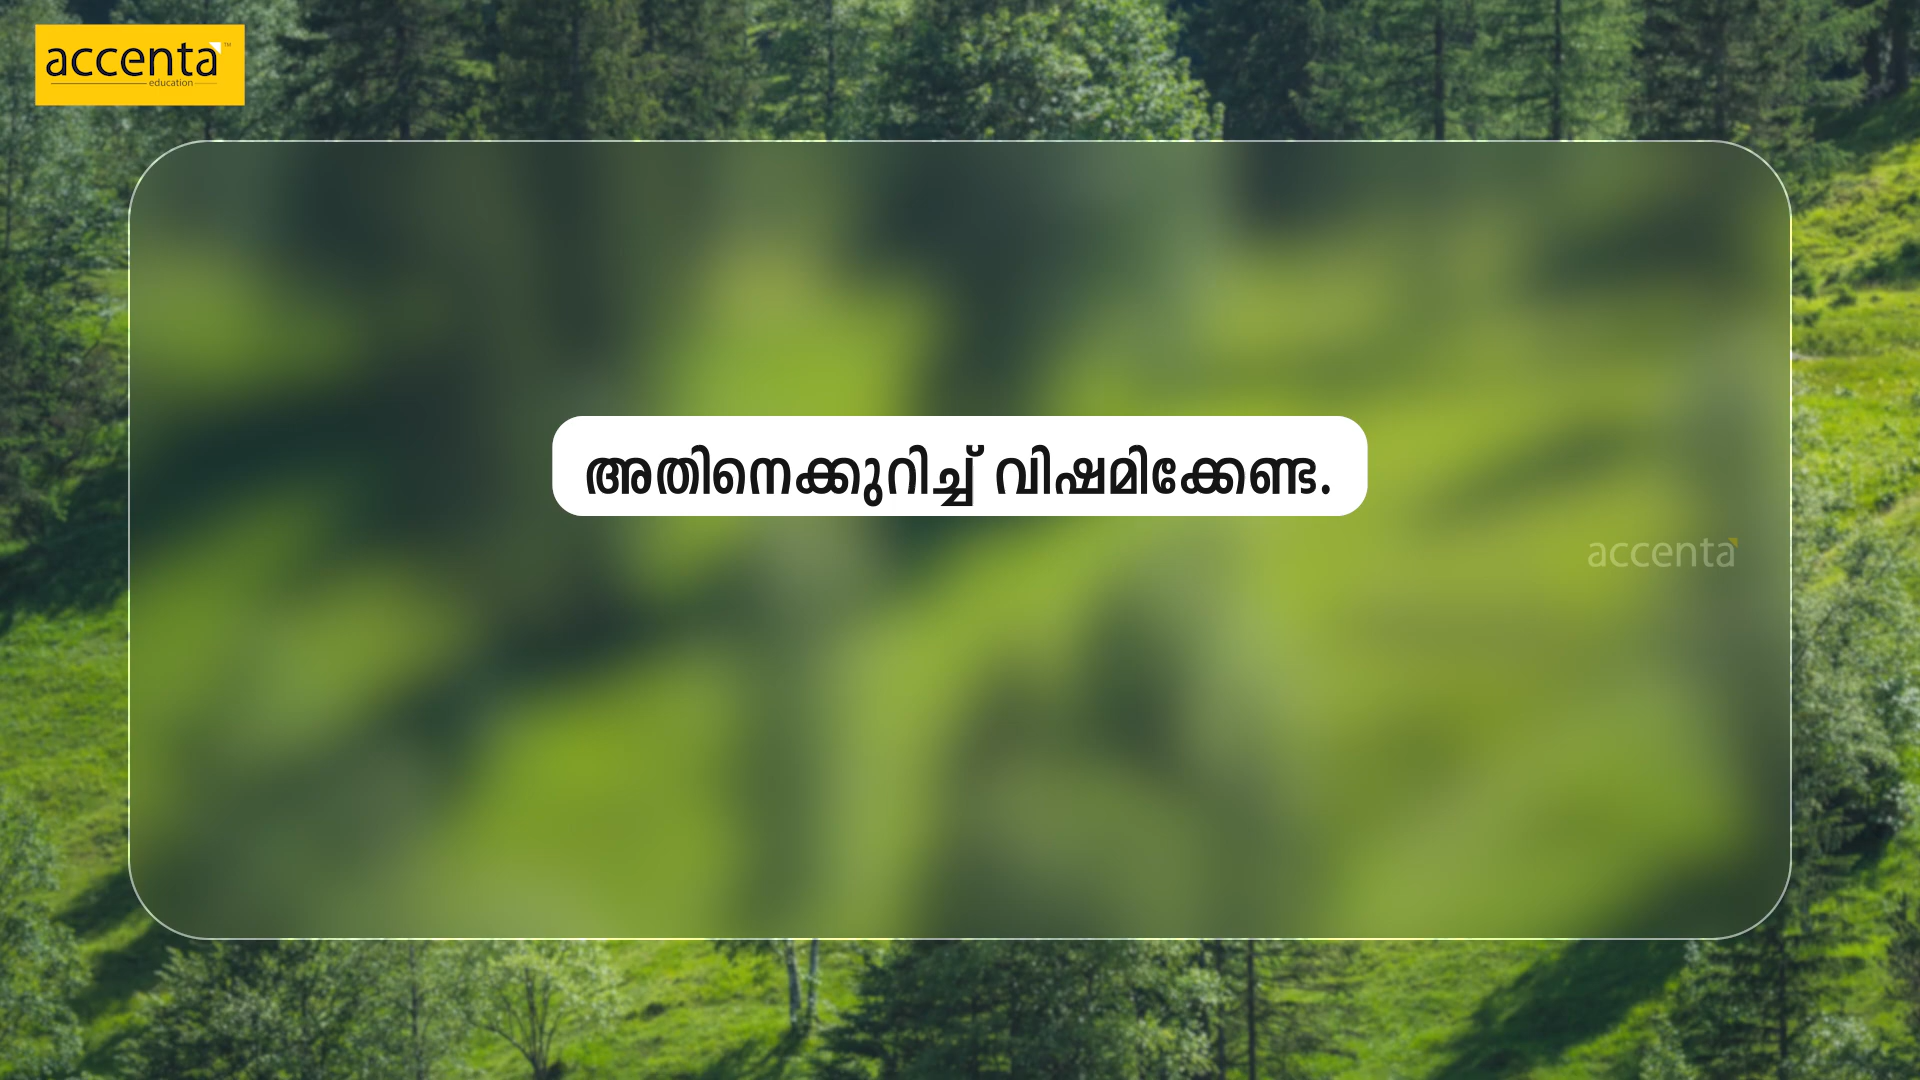 accenta
education
അതിനെക്കുറിച്ച് വിഷമിക്കേണ്ട.
accenta